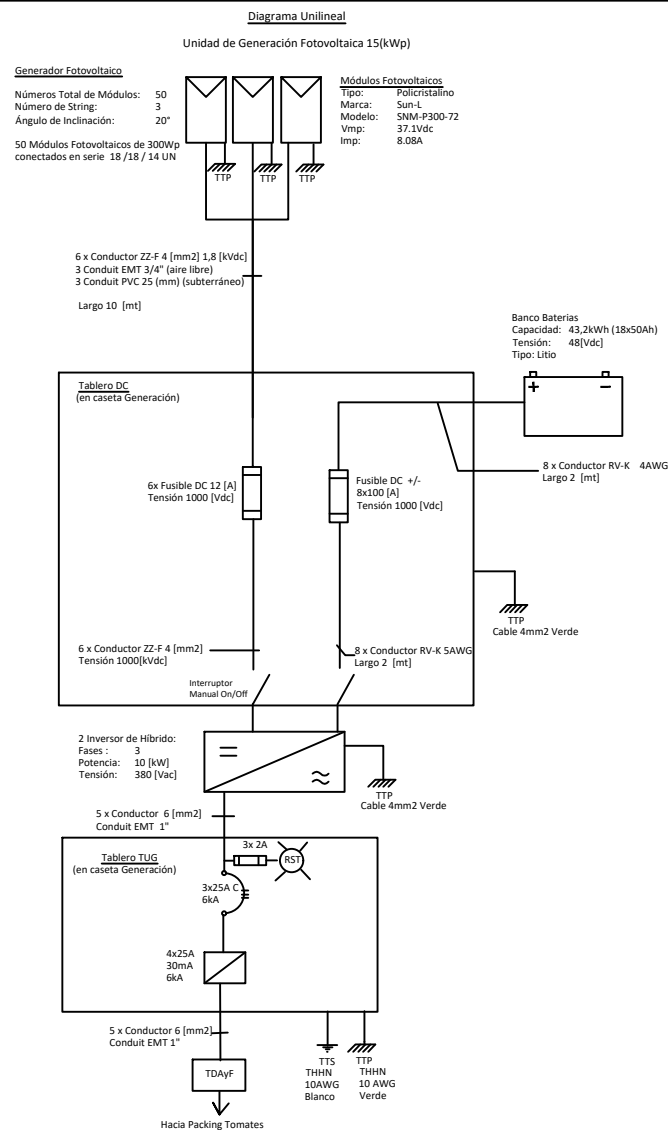 Diagrama Unilineal
Unidad de Generación Fotovoltaica 15(kWp)
Generador Fotovoltaico
Números Total de Módulos: 50
Número de String: 3
Ángulo de Inclinación: 20°
50 Módulos Fotovoltaicos de 300Wp
conectados en serie 18 /18 / 14 UN
Módulos Fotovoltaicos
Tipo: Policristalino
Marca: Sun-L
Modelo: SNM-P300-72
Vmp: 37.1Vdc
Imp: 8.08A
TTP
TTP
TTP
6 x Conductor ZZ-F 4 [mm2] 1,8 [kVdc]
3 Conduit EMT 3/4" (aire libre)
3 Conduit PVC 25 (mm) (subterráneo)
Largo 10 [mt]
Banco Baterias
Capacidad: 43,2kWh (18x50Ah)
Tensión: 48[Vdc]
Tipo: Litio
+ −
8 x Conductor RV-K 4AWG
Largo 2 [mt]
Tablero DC
(en caseta Generación)
6x Fusible DC 12 [A]
Tensión 1000 [Vdc]
Fusible DC +/-
8x100 [A]
Tensión 1000 [Vdc]
TTP
Cable 4mm2 Verde
6 x Conductor ZZ-F 4 [mm2]
Tensión 1000[kVdc]
8 x Conductor RV-K 5AWG
Largo 2 [mt]
Interruptor
Manual On/Off
2 Inversor de Híbrido:
Fases : 3
Potencia: 10 [kW]
Tensión: 380 [Vac]
TTP
Cable 4mm2 Verde
5 x Conductor 6 [mm2]
Conduit EMT 1"
Tablero TUG
(en caseta Generación)
3x 2A
RST
3x25A C
6kA
4x25A
30mA
6kA
5 x Conductor 6 [mm2]
Conduit EMT 1"
TTS
THHN
10AWG
Blanco
TTP
THHN
10 AWG
Verde
TDAyF
Hacia Packing Tomates